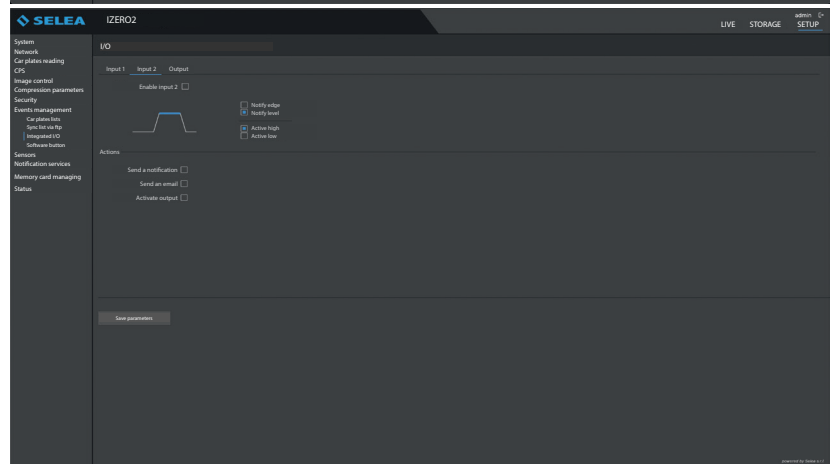 SELEA
IZERO2
admin
LIVE STORAGE SETUP
System
Network
Car plates reading
CPS
Image control
Compression parameters
Security
Events management
Car plates lists
Sync list via ftp
Integrated I/O
Software button
Sensors
Notification services
Memory card managing
Status
I/O
Input 1 Input 2 Output
Enable input 2
Notify edge
Notify level
Active high
Active low
Actions
Send a notification
Send an email
Activate output
Save parameters
powered by Selea s.r.l